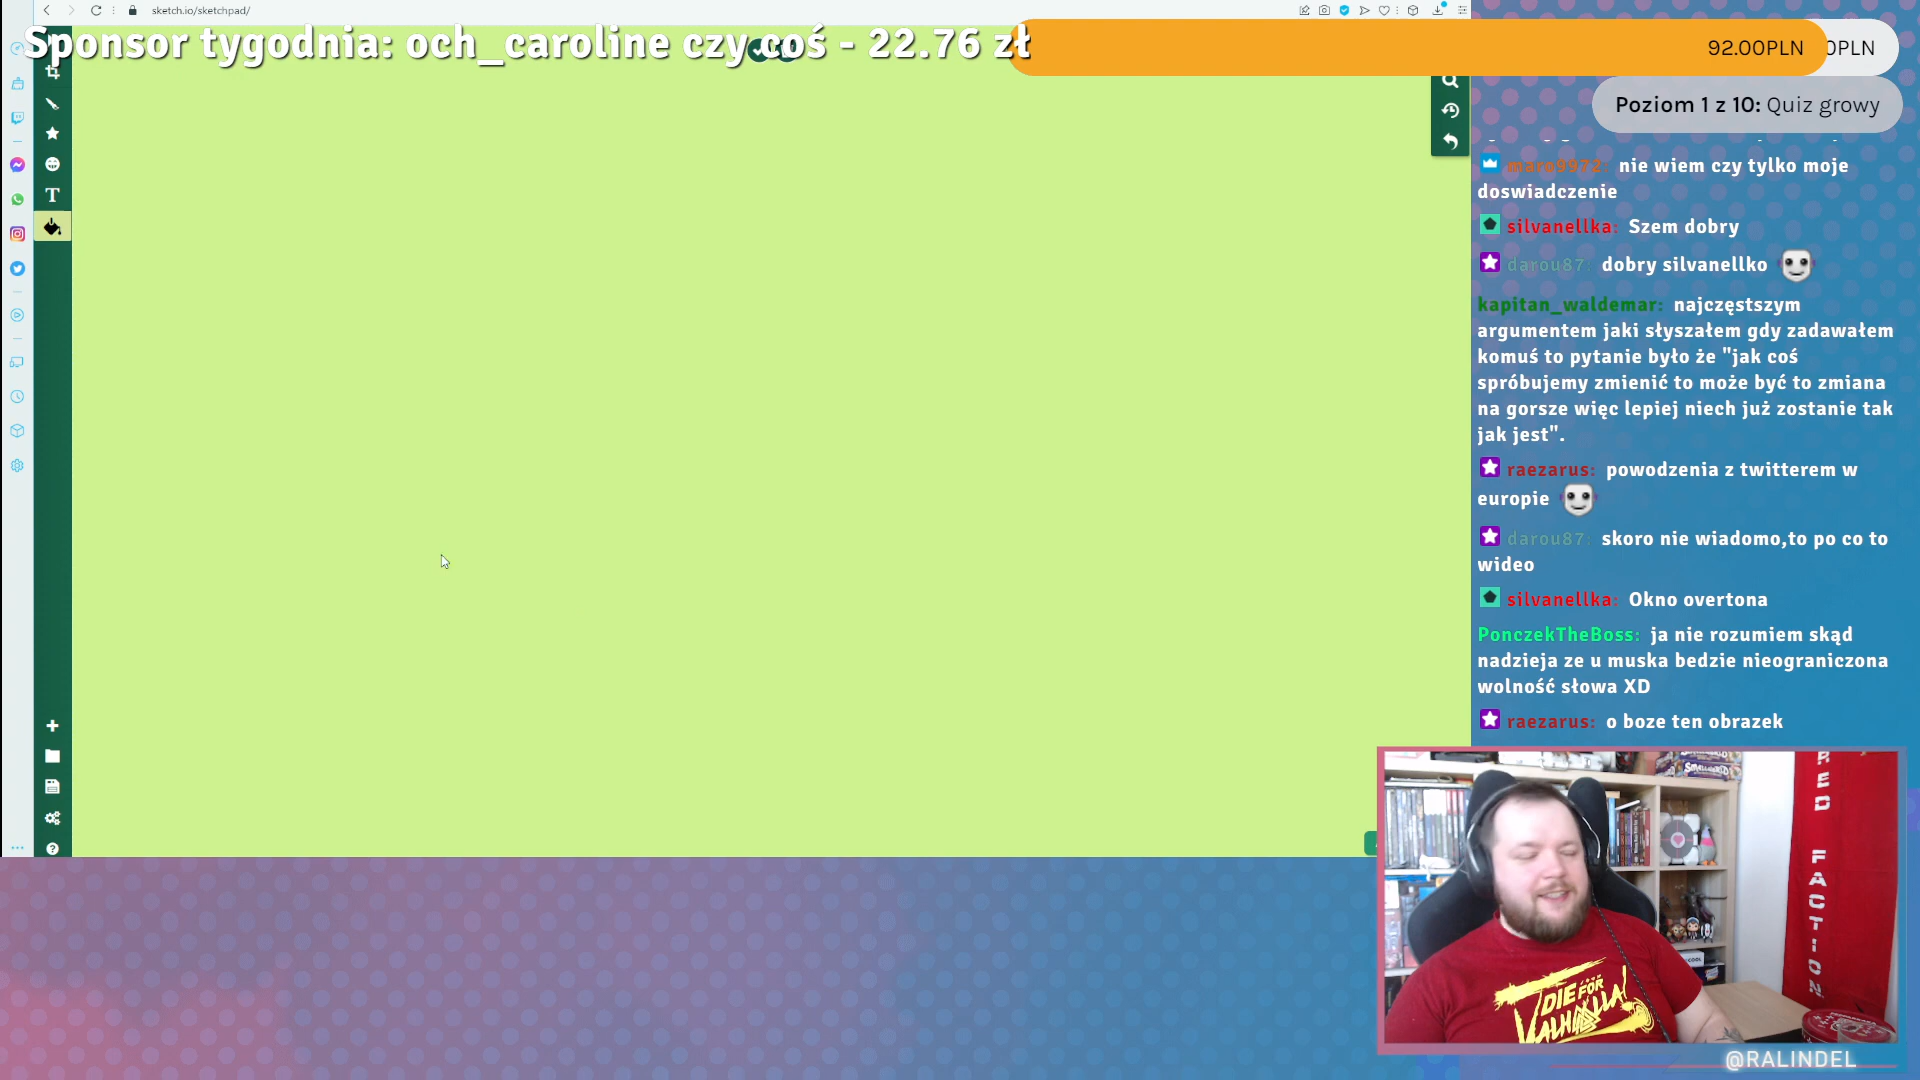 sketch.io/sketchpad/
Sponsor tygodnia: och_caroline czy coś - 22.76 zł
92.00PLN
0PLN
Poziom 1 z 10: Quiz growy
maro9972: nie wiem czy tylko moje
doswiadczenie
silvanellka: Szem dobry
darou87: dobry silvanellko
kapitan_waldemar: najczęstszym
argumentem jaki słyszałem gdy zadawałem
komuś to pytanie było że "jak coś
spróbujemy zmienić to może być to zmiana
na gorsze więc lepiej niech już zostanie tak
jak jest".
raezarus: powodzenia z twitterem w
europie
darou87: skoro nie wiadomo,to po co to
wideo
silvanellka: Okno overtona
PonczekTheBoss: ja nie rozumiem skąd
nadzieja ze u muska bedzie nieograniczona
wolność słowa XD
raezarus: o boze ten obrazek
RED FACTION
DIE FÖR
VALHALLA!
@RALINDEL